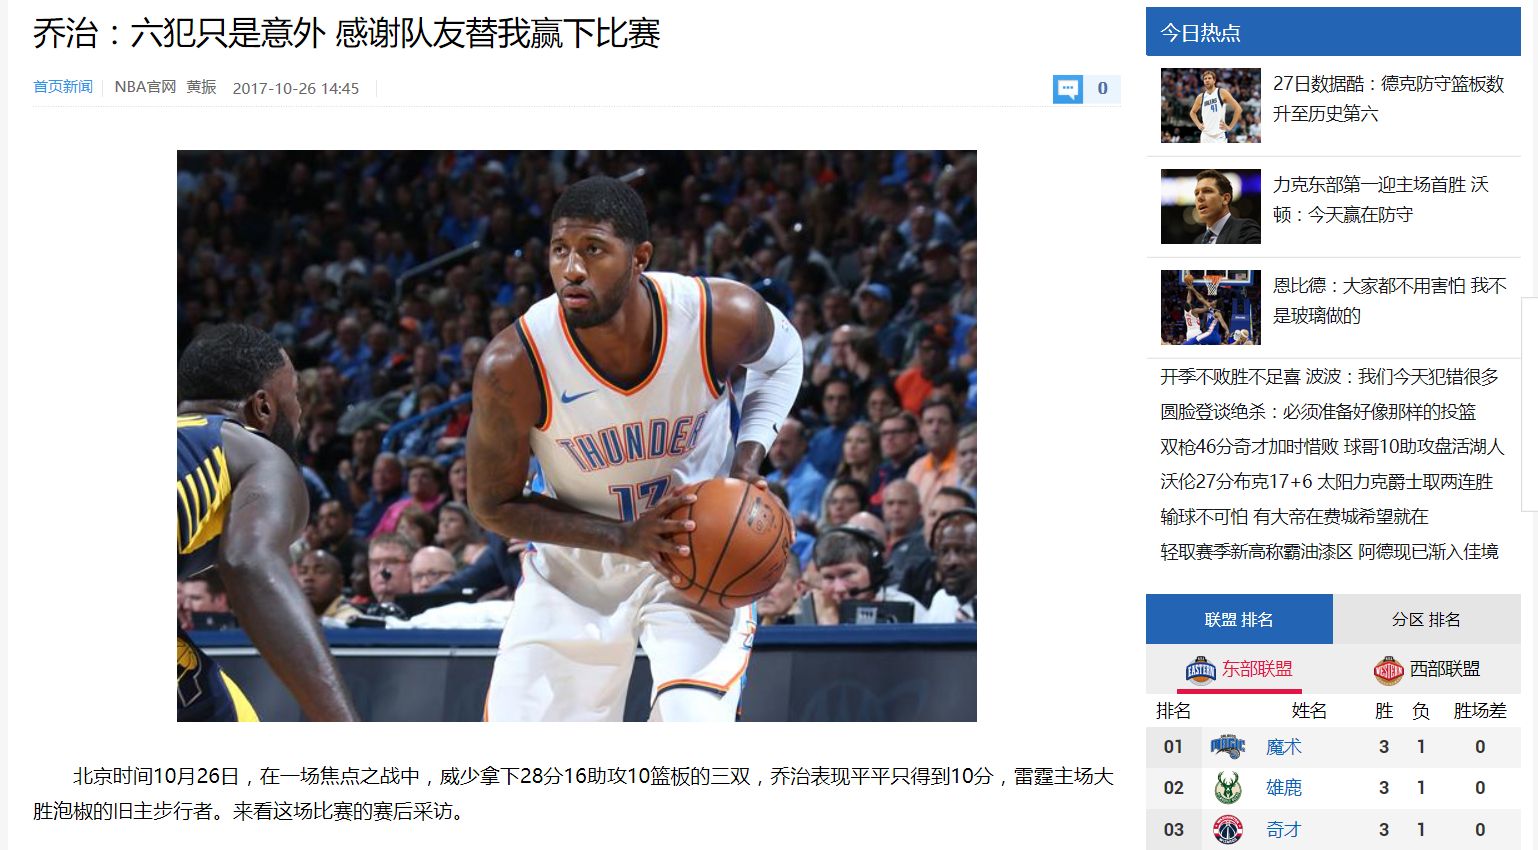 乔治：六犯只是意外 感谢队友替我赢下比赛
首页新闻 NBA官网 黄振 2017-10-26 14:45
0
THUNDER
13
北京时间10月26日，在一场焦点之战中，威少拿下28分16助攻10篮板的三双，乔治表现平平只得到10分，雷霆主场大
胜泡椒的旧主步行者。来看这场比赛的赛后采访。
今日热点
27日数据酷：德克防守篮板数
升至历史第六
力克东部第一迎主场首胜 沃
顿：今天赢在防守
恩比德：大家都不用害怕 我不
是玻璃做的
开季不败胜不足喜 波波：我们今天犯错很多
圆脸登谈绝杀：必须准备好像那样的投篮
双枪46分奇才加时惜败 球哥10助攻盘活湖人
沃伦27分布克17+6 太阳力克爵士取两连胜
输球不可怕 有大帝在费城希望就在
轻取赛季新高称霸油漆区 阿德现已渐入佳境
联盟 排名 分区 排名
EASTERN 东部联盟 WESTERN 西部联盟
排名 姓名 胜 负 胜场差
01 MAGIC 魔术 3 1 0
02 雄鹿 3 1 0
03 奇才 3 1 0